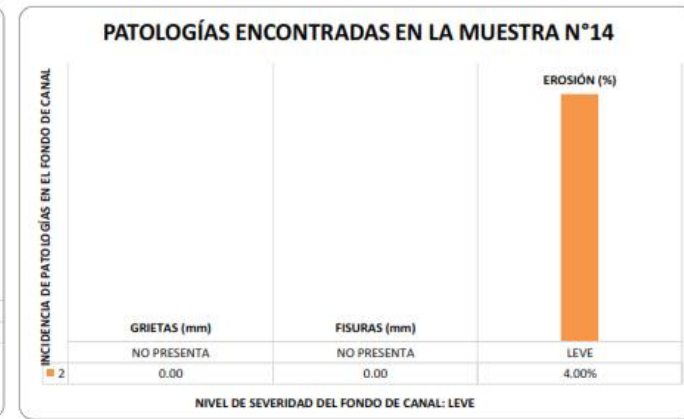 PATOLOGÍAS ENCONTRADAS EN LA MUESTRA N°14
INCIDENCIA DE PATOLOGÍAS EN EL FONDO DE CANAL
EROSIÓN (%)
GRIETAS (mm) FISURAS (mm)
NO PRESENTA NO PRESENTA LEVE
2 0.00 0.00 4.00%
NIVEL DE SEVERIDAD DEL FONDO DE CANAL: LEVE